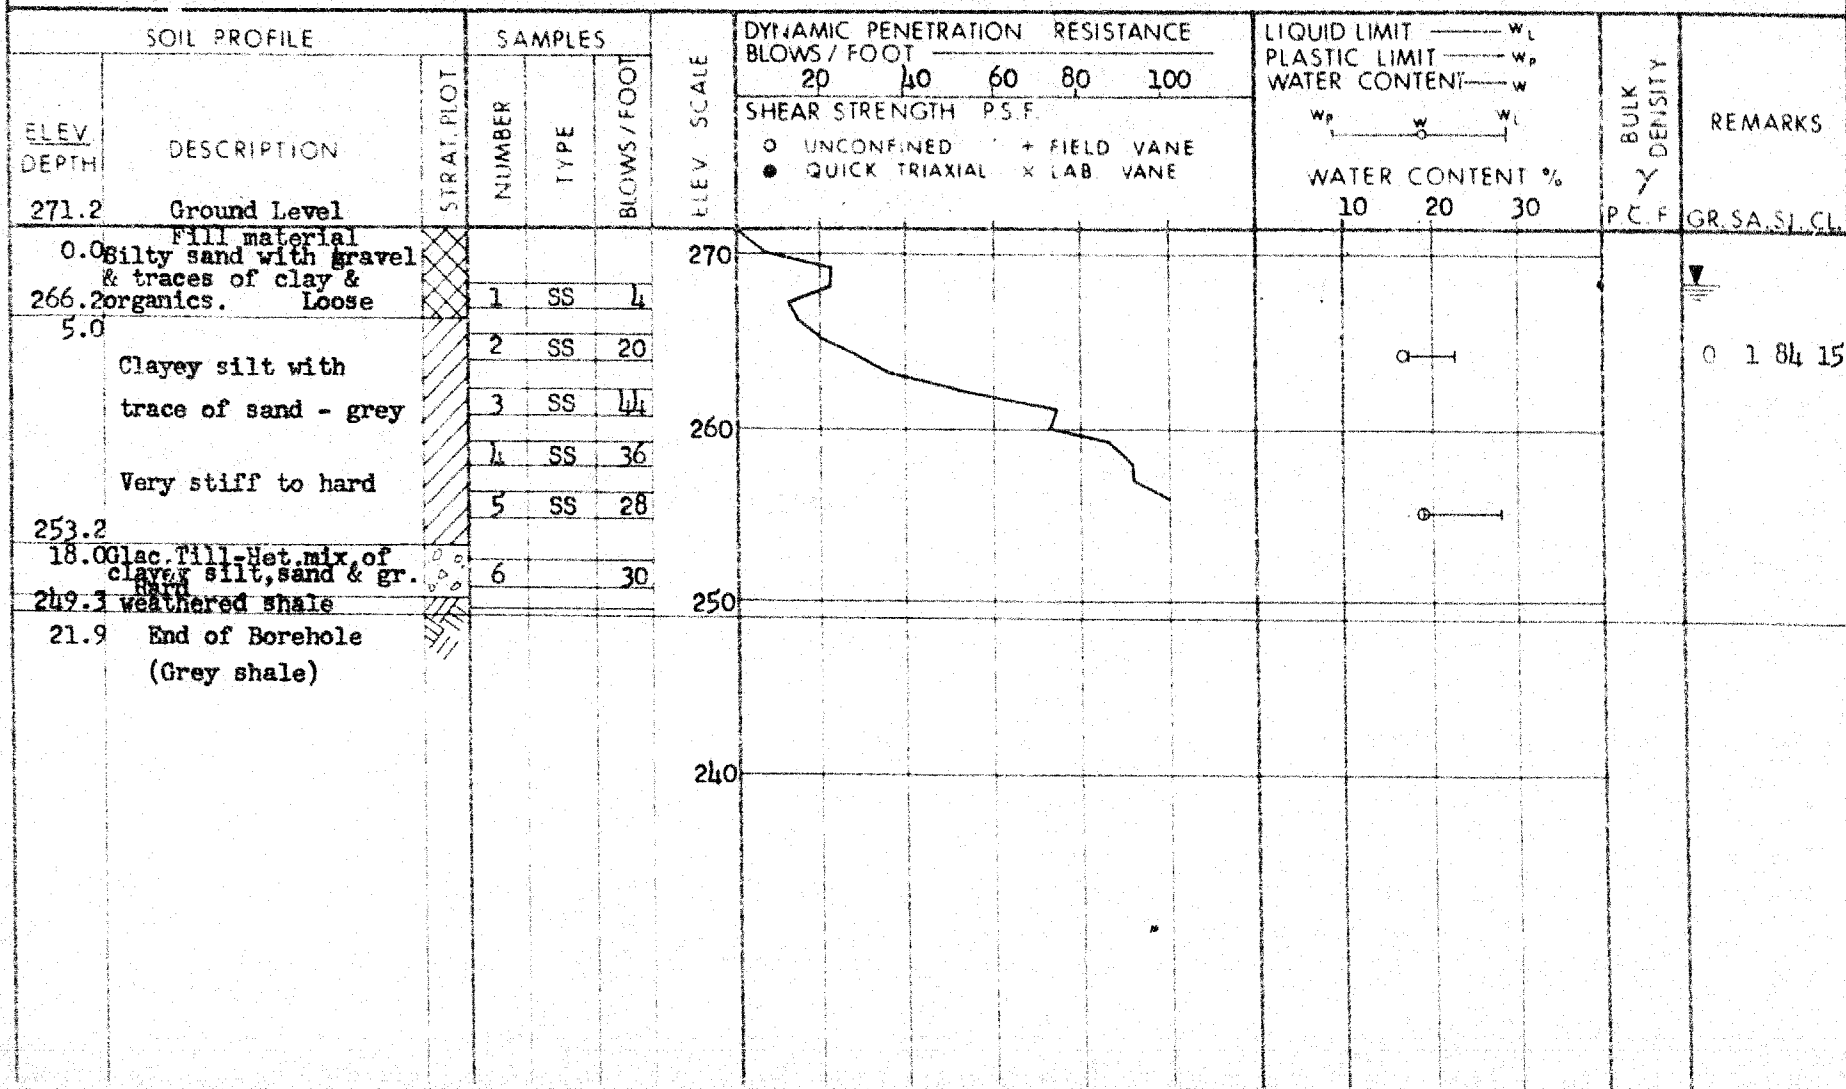 SOIL PROFILE
SAMPLES
ELEV. DEPTH
DESCRIPTION
STRAT. PLOT
NUMBER
TYPE
BLOWS / FOOT
ELEV. SCALE
DYNAMIC PENETRATION RESISTANCE
BLOWS / FOOT
20 40 60 80 100
SHEAR STRENGTH P.S.F.
o UNCONFINED + FIELD VANE
● QUICK TRIAXIAL × LAB. VANE
LIQUID LIMIT —— wL
PLASTIC LIMIT —— wP
WATER CONTENT —— w
wP w wL
WATER CONTENT %
10 20 30
BULK DENSITY
γ
P.C.F.
REMARKS
GR. SA. SI. CL.
271.2 Ground Level
0.0 Fill material
Silty sand with gravel
& traces of clay &
266.2 organics. Loose
5.0
Clayey silt with
trace of sand - grey
Very stiff to hard
253.2
18.0 Glac. Till-Het. mix. of
clayey silt, sand & gr.
Hard
249.3 weathered shale
21.9 End of Borehole
(Grey shale)
1 SS 4
2 SS 20
3 SS 44
4 SS 36
5 SS 28
6 30
270
260
250
240
0 1 84 15